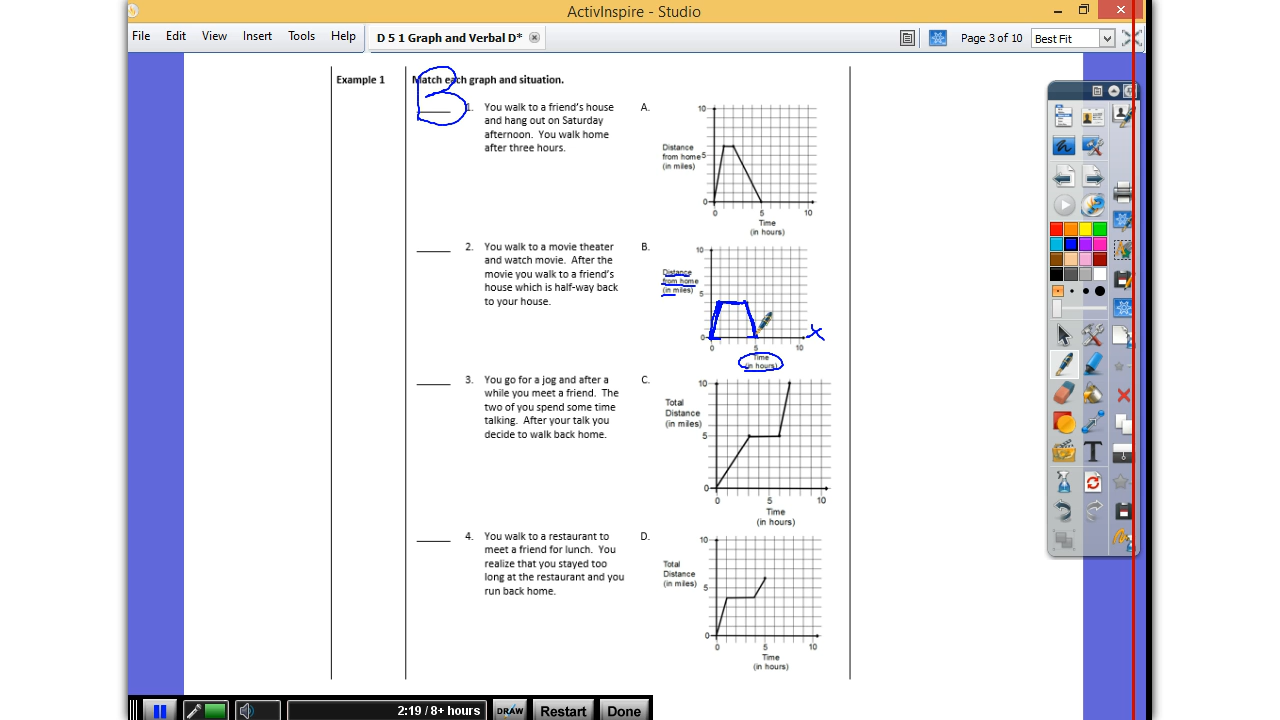 ActivInspire - Studio
File Edit View Insert Tools Help D 5 1 Graph and Verbal D* Page 3 of 10 Best Fit
Example 1 Match each graph and situation.
B
1. You walk to a friend's house
and hang out on Saturday
afternoon. You walk home
after three hours.
A.
10
Distance
from home
(in miles)
5
0
0 5 10
Time
(in hours)
2. You walk to a movie theater
and watch movie. After the
movie you walk to a friend's
house which is half-way back
to your house.
B.
10
Distance
from home
(in miles)
5
0
x
0 5 10
Time
(in hours)
3. You go for a jog and after a
while you meet a friend. The
two of you spend some time
talking. After your talk you
decide to walk back home.
C.
10
Total
Distance
(in miles)
5
0
0 5 10
Time
(in hours)
4. You walk to a restaurant to
meet a friend for lunch. You
realize that you stayed too
long at the restaurant and you
run back home.
D.
10
Total
Distance
(in miles)
5
0
0 5 10
Time
(in hours)
T
2:19 / 8+ hours DRAW Restart Done